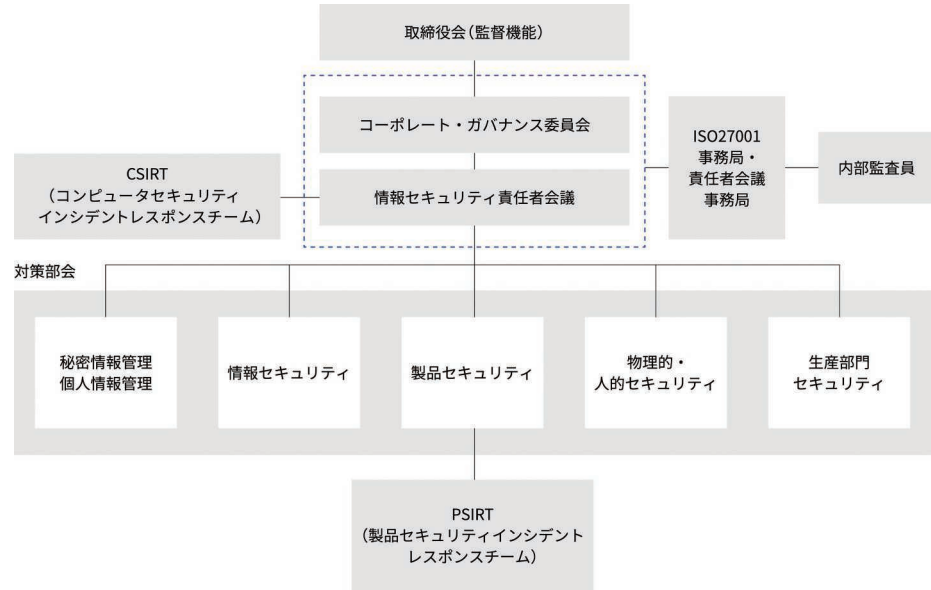 取締役会（監督機能）
コーポレート・ガバナンス委員会
情報セキュリティ責任者会議
CSIRT
（コンピュータセキュリティ
インシデントレスポンスチーム）
ISO27001
事務局・
責任者会議
事務局
内部監査員
対策部会
秘密情報管理
個人情報管理
情報セキュリティ
製品セキュリティ
物理的・
人的セキュリティ
生産部門
セキュリティ
PSIRT
（製品セキュリティインシデント
レスポンスチーム）